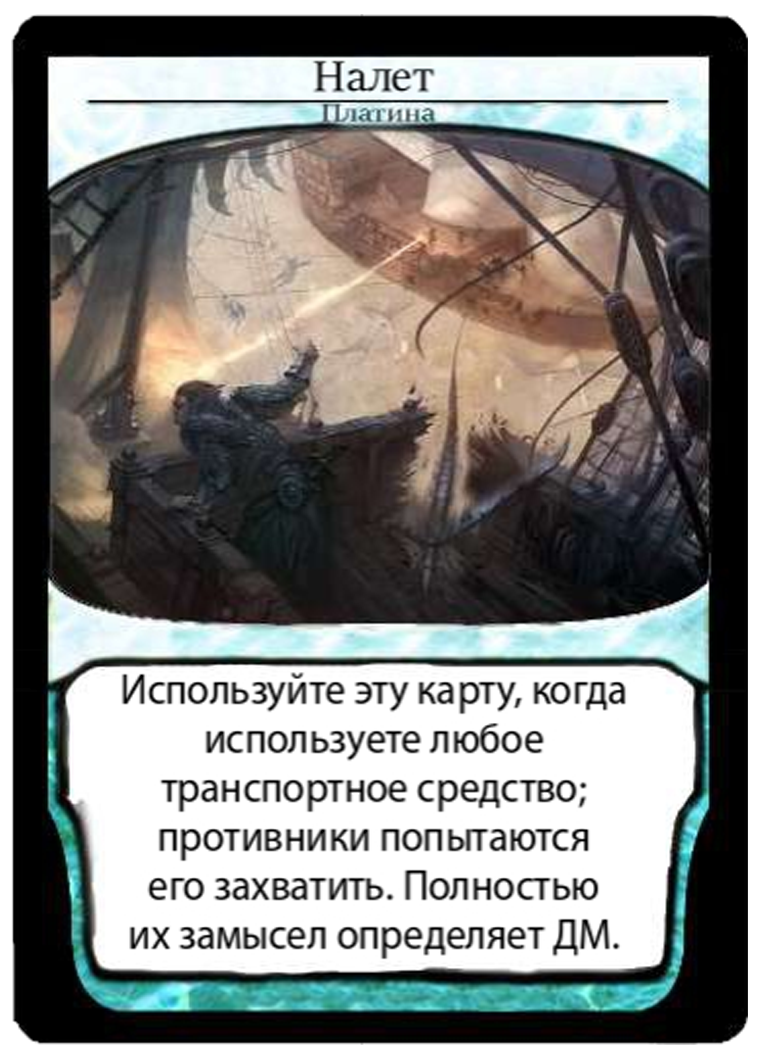 Налет
Платина
Используйте эту карту, когда
используете любое
транспортное средство;
противники попытаются
его захватить. Полностью
их замысел определяет ДМ.